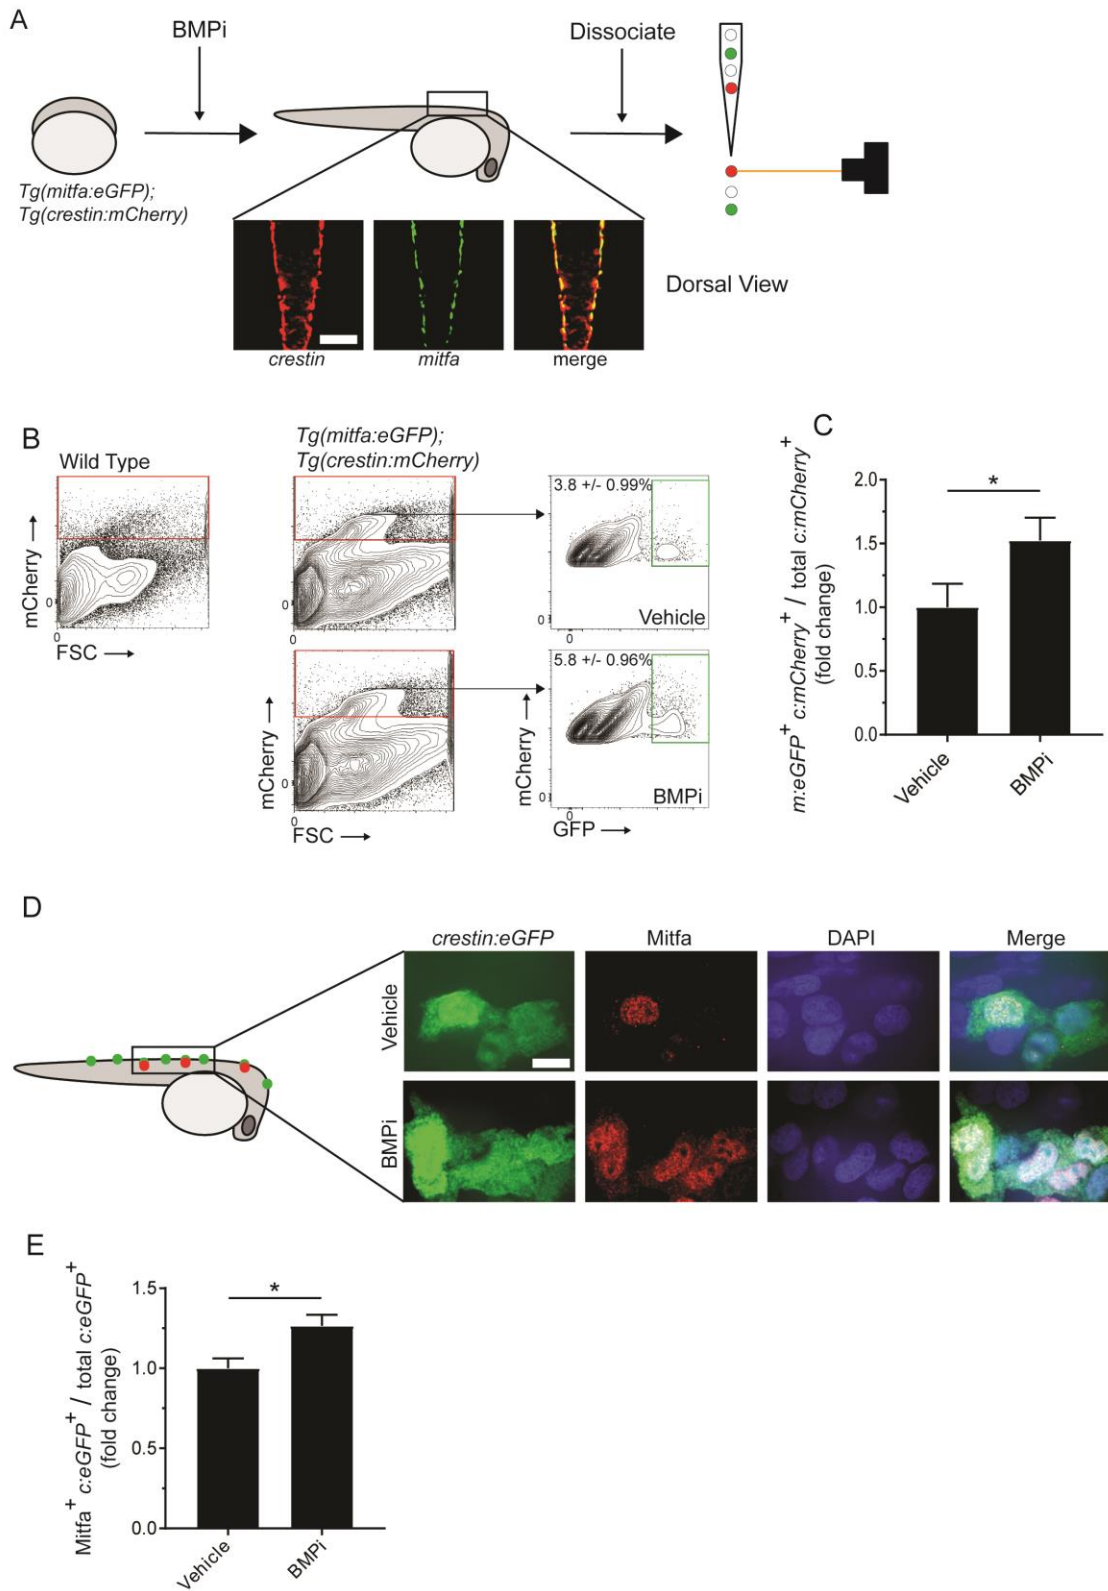 A
BMPi
Dissociate
Tg(mitfa:eGFP);
Tg(crestin:mCherry)
crestin
mitfa
merge
Dorsal View
B
Wild Type
mCherry
0
0
FSC
Tg(mitfa:eGFP);
Tg(crestin:mCherry)
0
0
3.8 +/- 0.99%
Vehicle
0
0
mCherry
0
0
FSC
5.8 +/- 0.96%
BMPi
mCherry
0
0
GFP
C
m:eGFP+ c:mCherry+ / total c:mCherry+
(fold change)
2.0
1.5
1.0
0.5
0.0
*
Vehicle
BMPi
D
crestin:eGFP
Mitfa
DAPI
Merge
Vehicle
BMPi
E
Mitfa+ c:eGFP+ / total c:eGFP+
(fold change)
1.5
1.0
0.5
0.0
*
Vehicle
BMPi